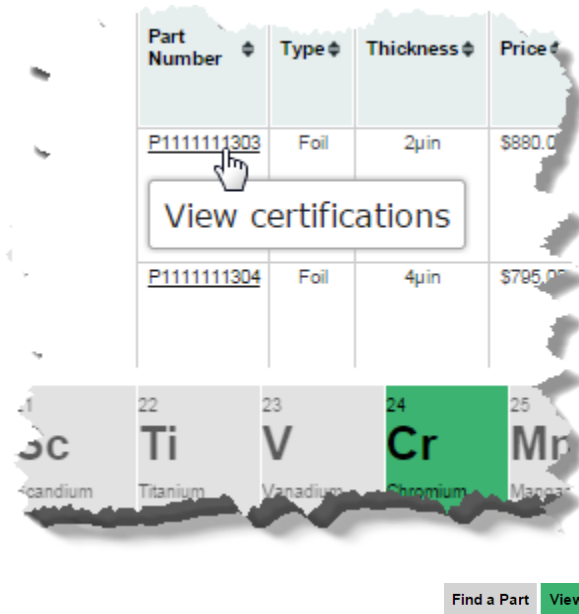 Part Number Type Thickness Price
P1111111303 Foil 2µin
View certifications
P1111111304 Foil 4µin
22 23 24 25
Ti V Cr
Titanium Vanadium Chromium
Find a Part View